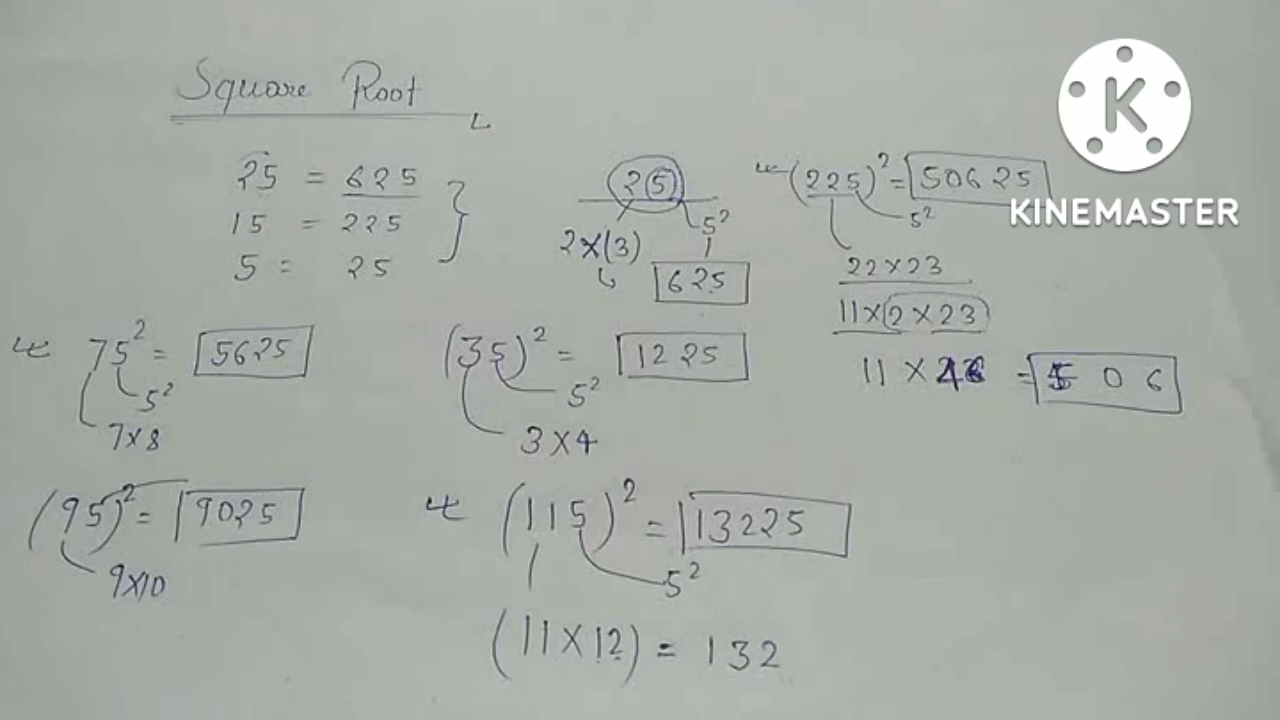 Square Root
25 = 625
15 = 225
5 = 25
25
5²
2×(3)
625
(225)² = 50625
5²
22×23
11×2×23
11×46 = 506
75² = 5625
5²
7×8
(35)² = 1225
5²
3×4
(95)² = 9025
9×10
(115)² = 13225
5²
(11×12) = 132
KINEMASTER